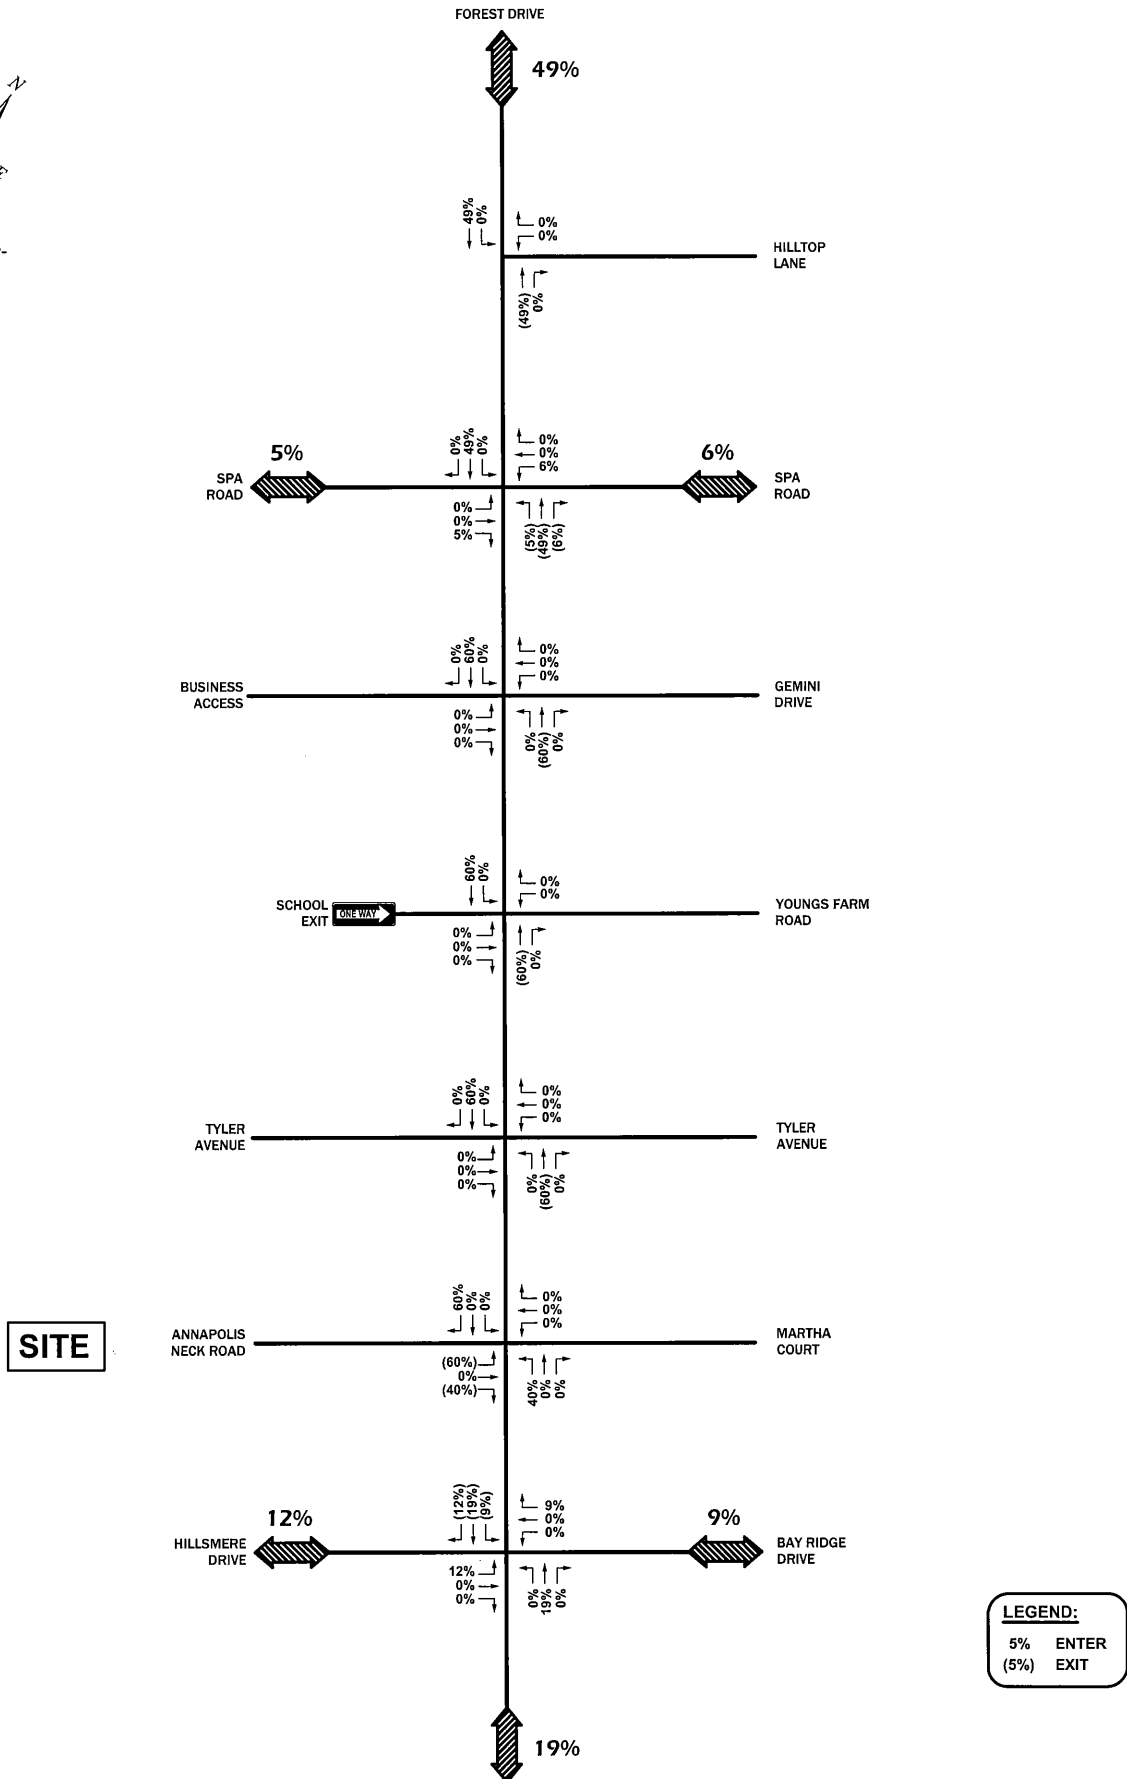 FOREST DRIVE
49%
N
E
49%
0%
0%
0%
HILLTOP
LANE
(49%)
0%
5%
0%
49%
0%
0%
0%
6%
6%
SPA
ROAD
SPA
ROAD
0%
0%
5%
(5%)
(49%)
(6%)
0%
60%
0%
0%
0%
0%
BUSINESS
ACCESS
GEMINI
DRIVE
0%
0%
0%
0%
(60%)
0%
60%
0%
0%
0%
SCHOOL
EXIT
ONE WAY
YOUNGS FARM
ROAD
0%
0%
0%
(60%)
0%
0%
60%
0%
0%
0%
0%
TYLER
AVENUE
TYLER
AVENUE
0%
0%
0%
0%
(60%)
0%
60%
0%
0%
0%
0%
0%
SITE
ANNAPOLIS
NECK ROAD
MARTHA
COURT
(60%)
0%
(40%)
40%
0%
0%
12%
(12%)
(19%)
(9%)
9%
0%
0%
9%
HILLSMERE
DRIVE
BAY RIDGE
DRIVE
12%
0%
0%
0%
19%
0%
LEGEND:
5% ENTER
(5%) EXIT
19%